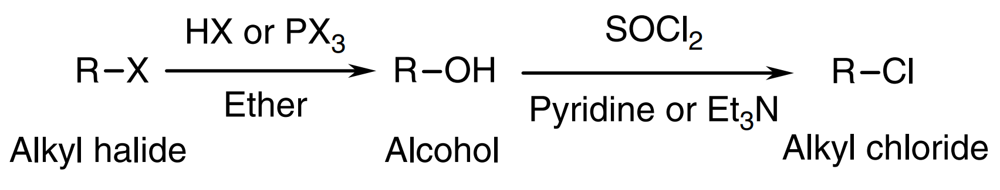 HX or PX₃
R–X
Ether
Alkyl halide
R–OH
Alcohol
SOCl₂
Pyridine or Et₃N
R–Cl
Alkyl chloride